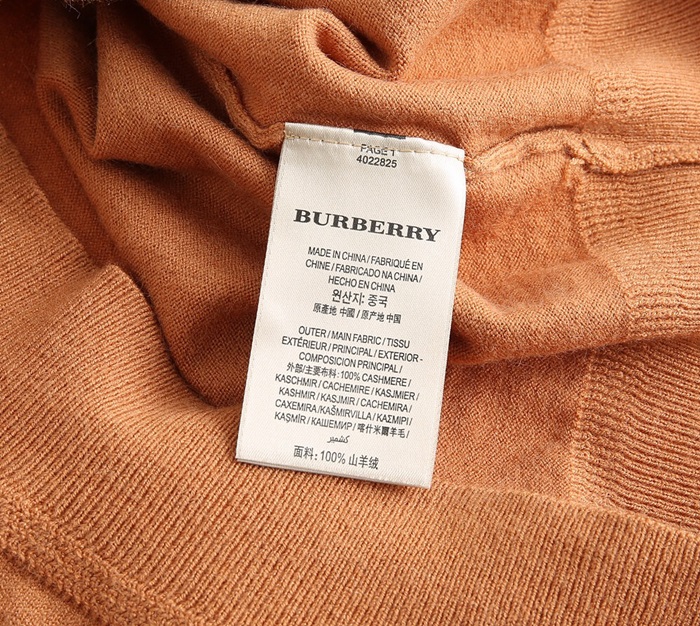 PAGE 1
4022825
BURBERRY
MADE IN CHINA / FABRIQUÉ EN
CHINE / FABRICADO NA CHINA /
HECHO EN CHINA
원산지: 중국
原產地 中國 / 原产地 中国
OUTER / MAIN FABRIC / TISSU
EXTÉRIEUR / PRINCIPAL / EXTERIOR -
COMPOSICION PRINCIPAL /
外部/主要布料: 100% CASHMERE /
KASCHMIR / CACHEMIRE / KASJMIER /
KASHMIR / KASJMIR / CACHEMIRA /
CAXEMIRA/KAŠMIRVILLA / ΚΑΣΜΙΡΙ /
KAŞMİR / КАШЕМИР / 喀什米爾羊毛 /
كشمير
面料: 100% 山羊绒